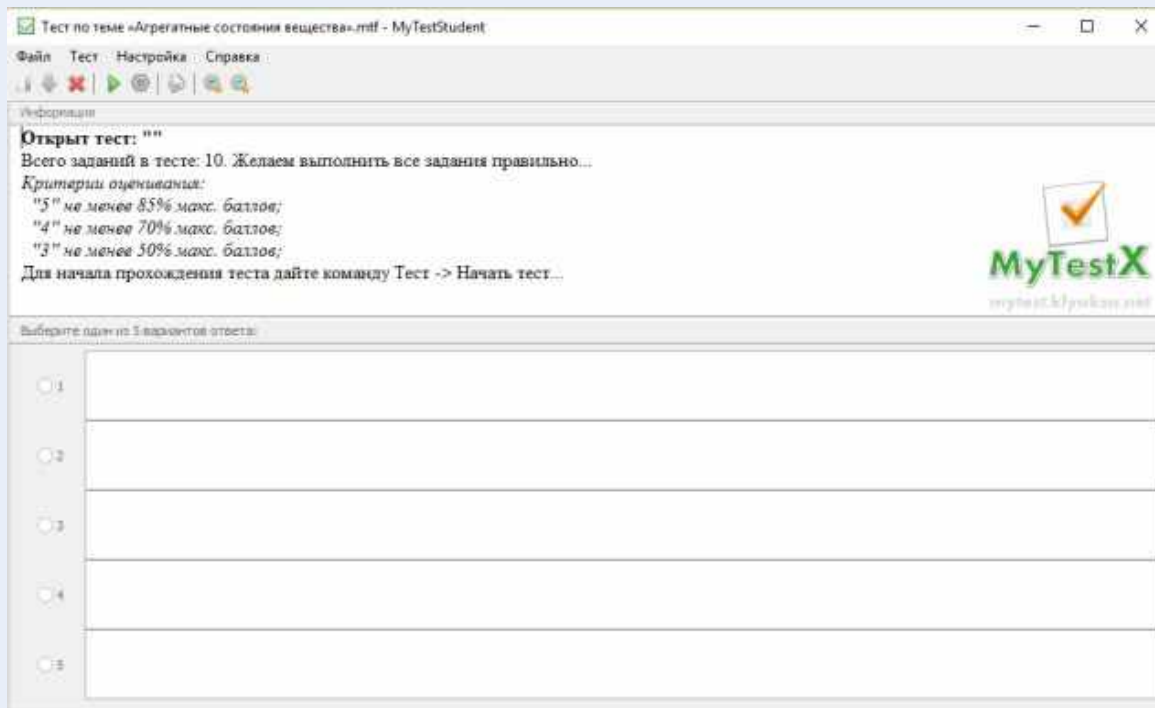 Тест по теме «Агрегатные состояния вещества».mtf - MyTestStudent
Файл Тест Настройка Справка
Информация
Открыт тест: ""
Всего заданий в тесте: 10. Желаем выполнить все задания правильно...
Критерии оценивания:
"5" не менее 85% макс. баллов;
"4" не менее 70% макс. баллов;
"3" не менее 50% макс. баллов;
Для начала прохождения теста дайте команду Тест -> Начать тест...
MyTestX
mytest.klyaksa.net
Выберите один из 5 вариантов ответа:
1
2
3
4
5